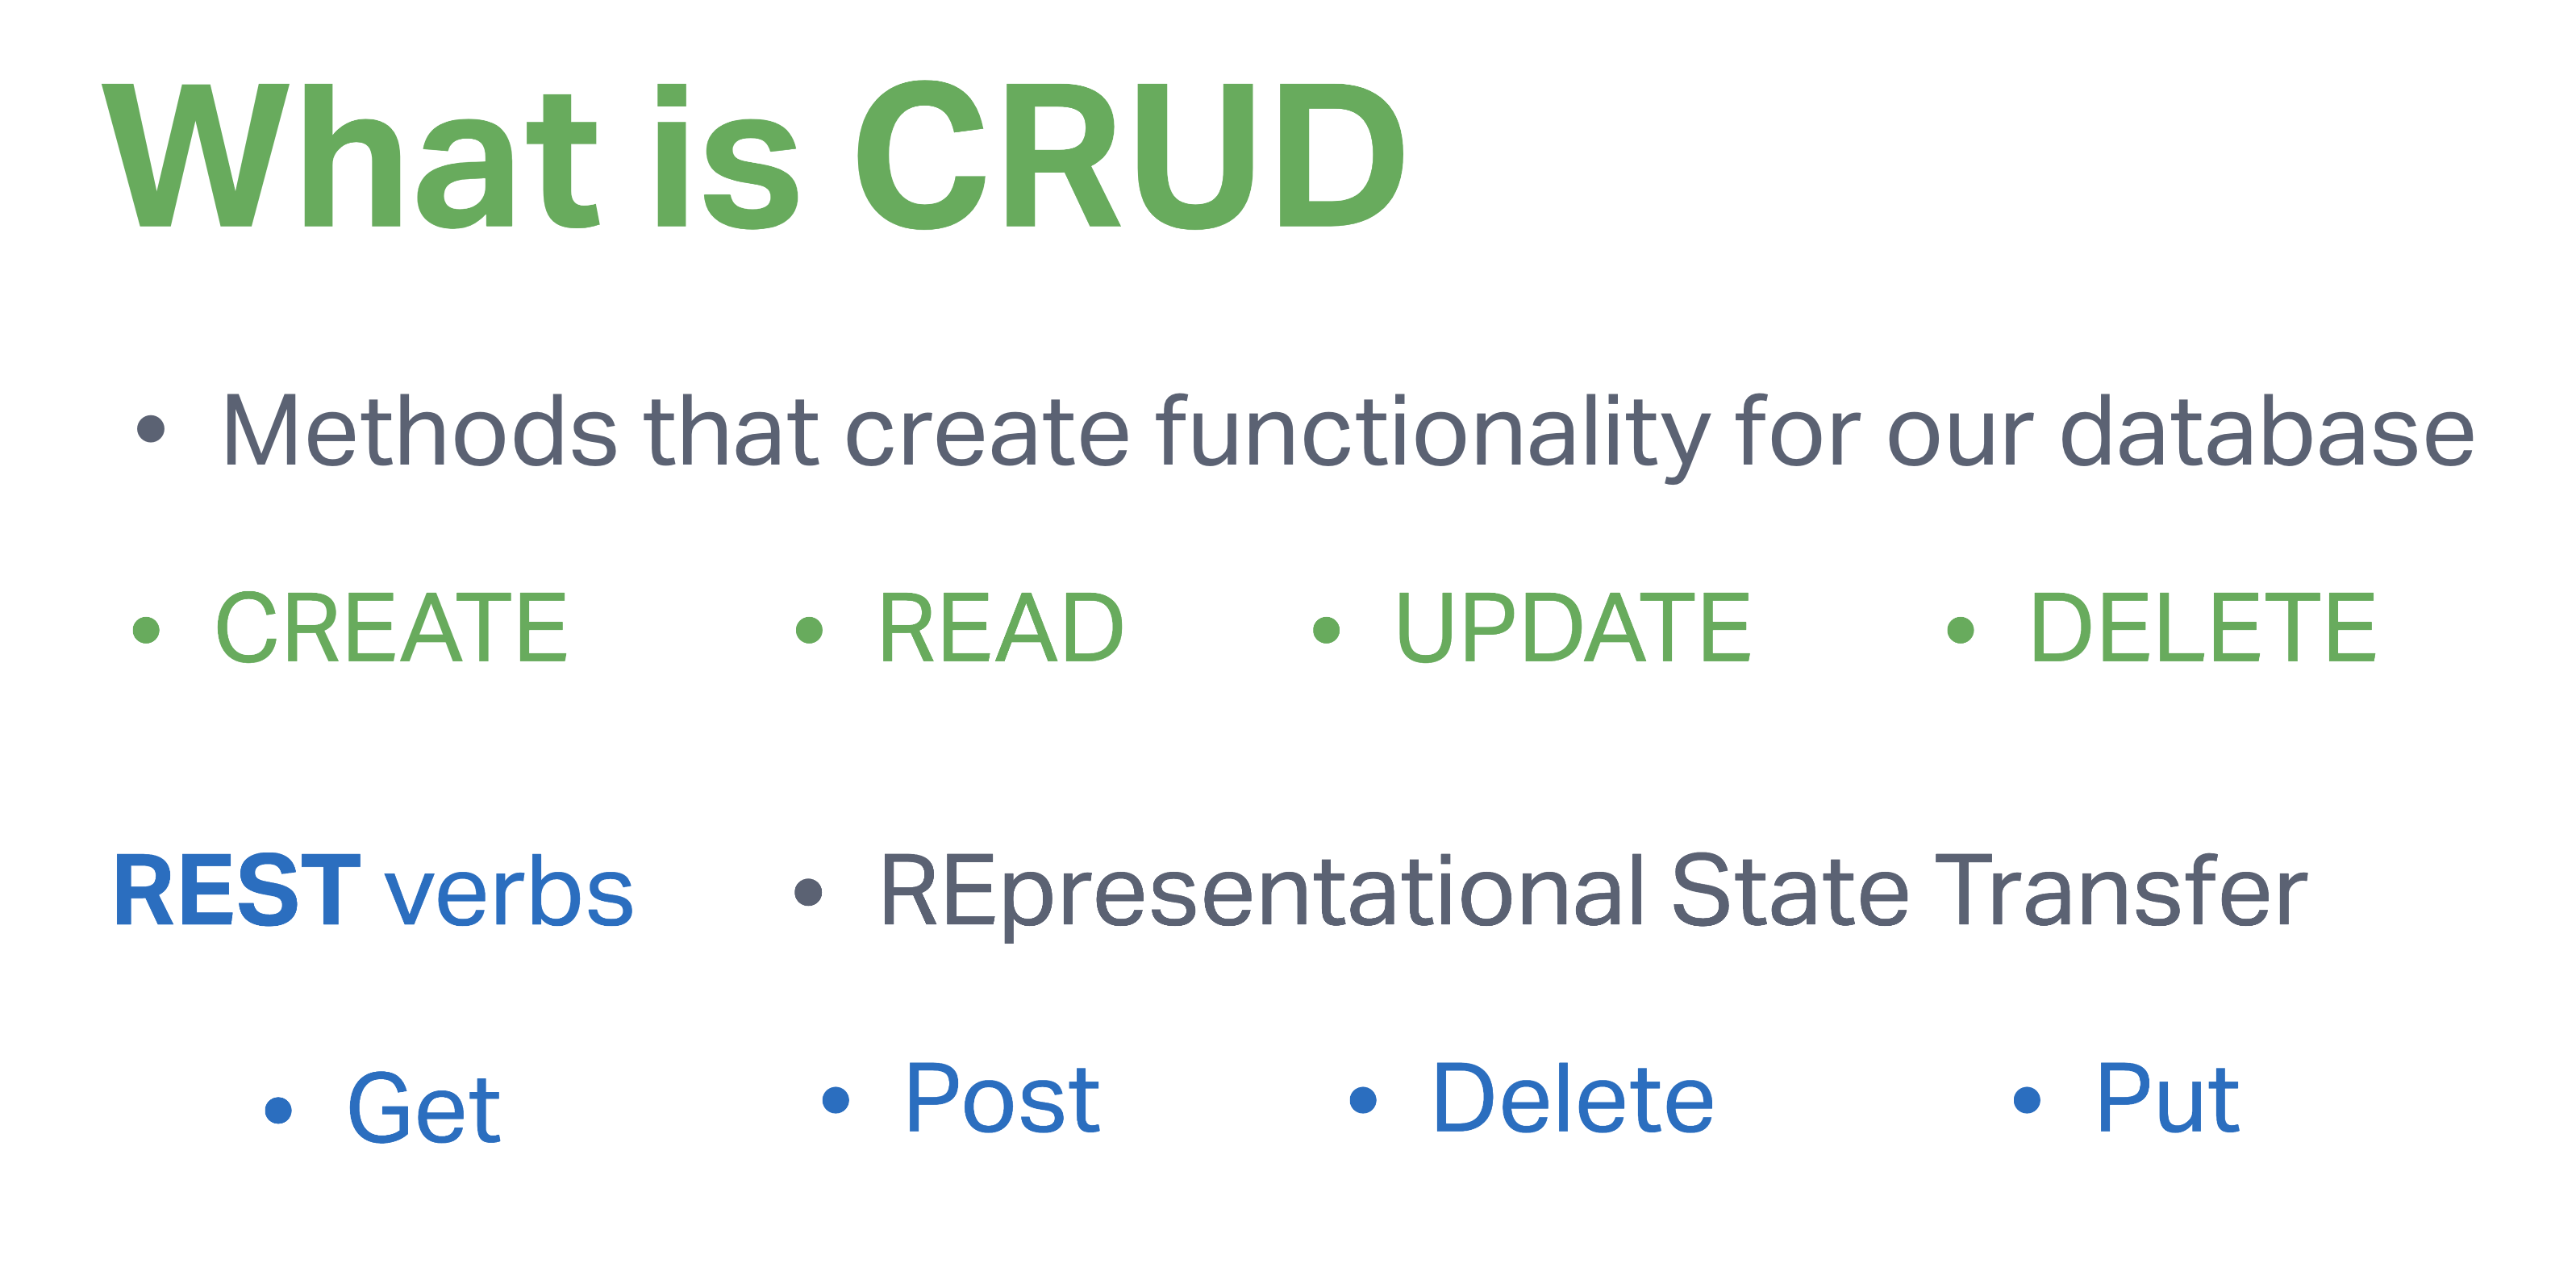 What is CRUD
• Methods that create functionality for our database
• CREATE • READ • UPDATE • DELETE
REST verbs • REpresentational State Transfer
• Get • Post • Delete • Put